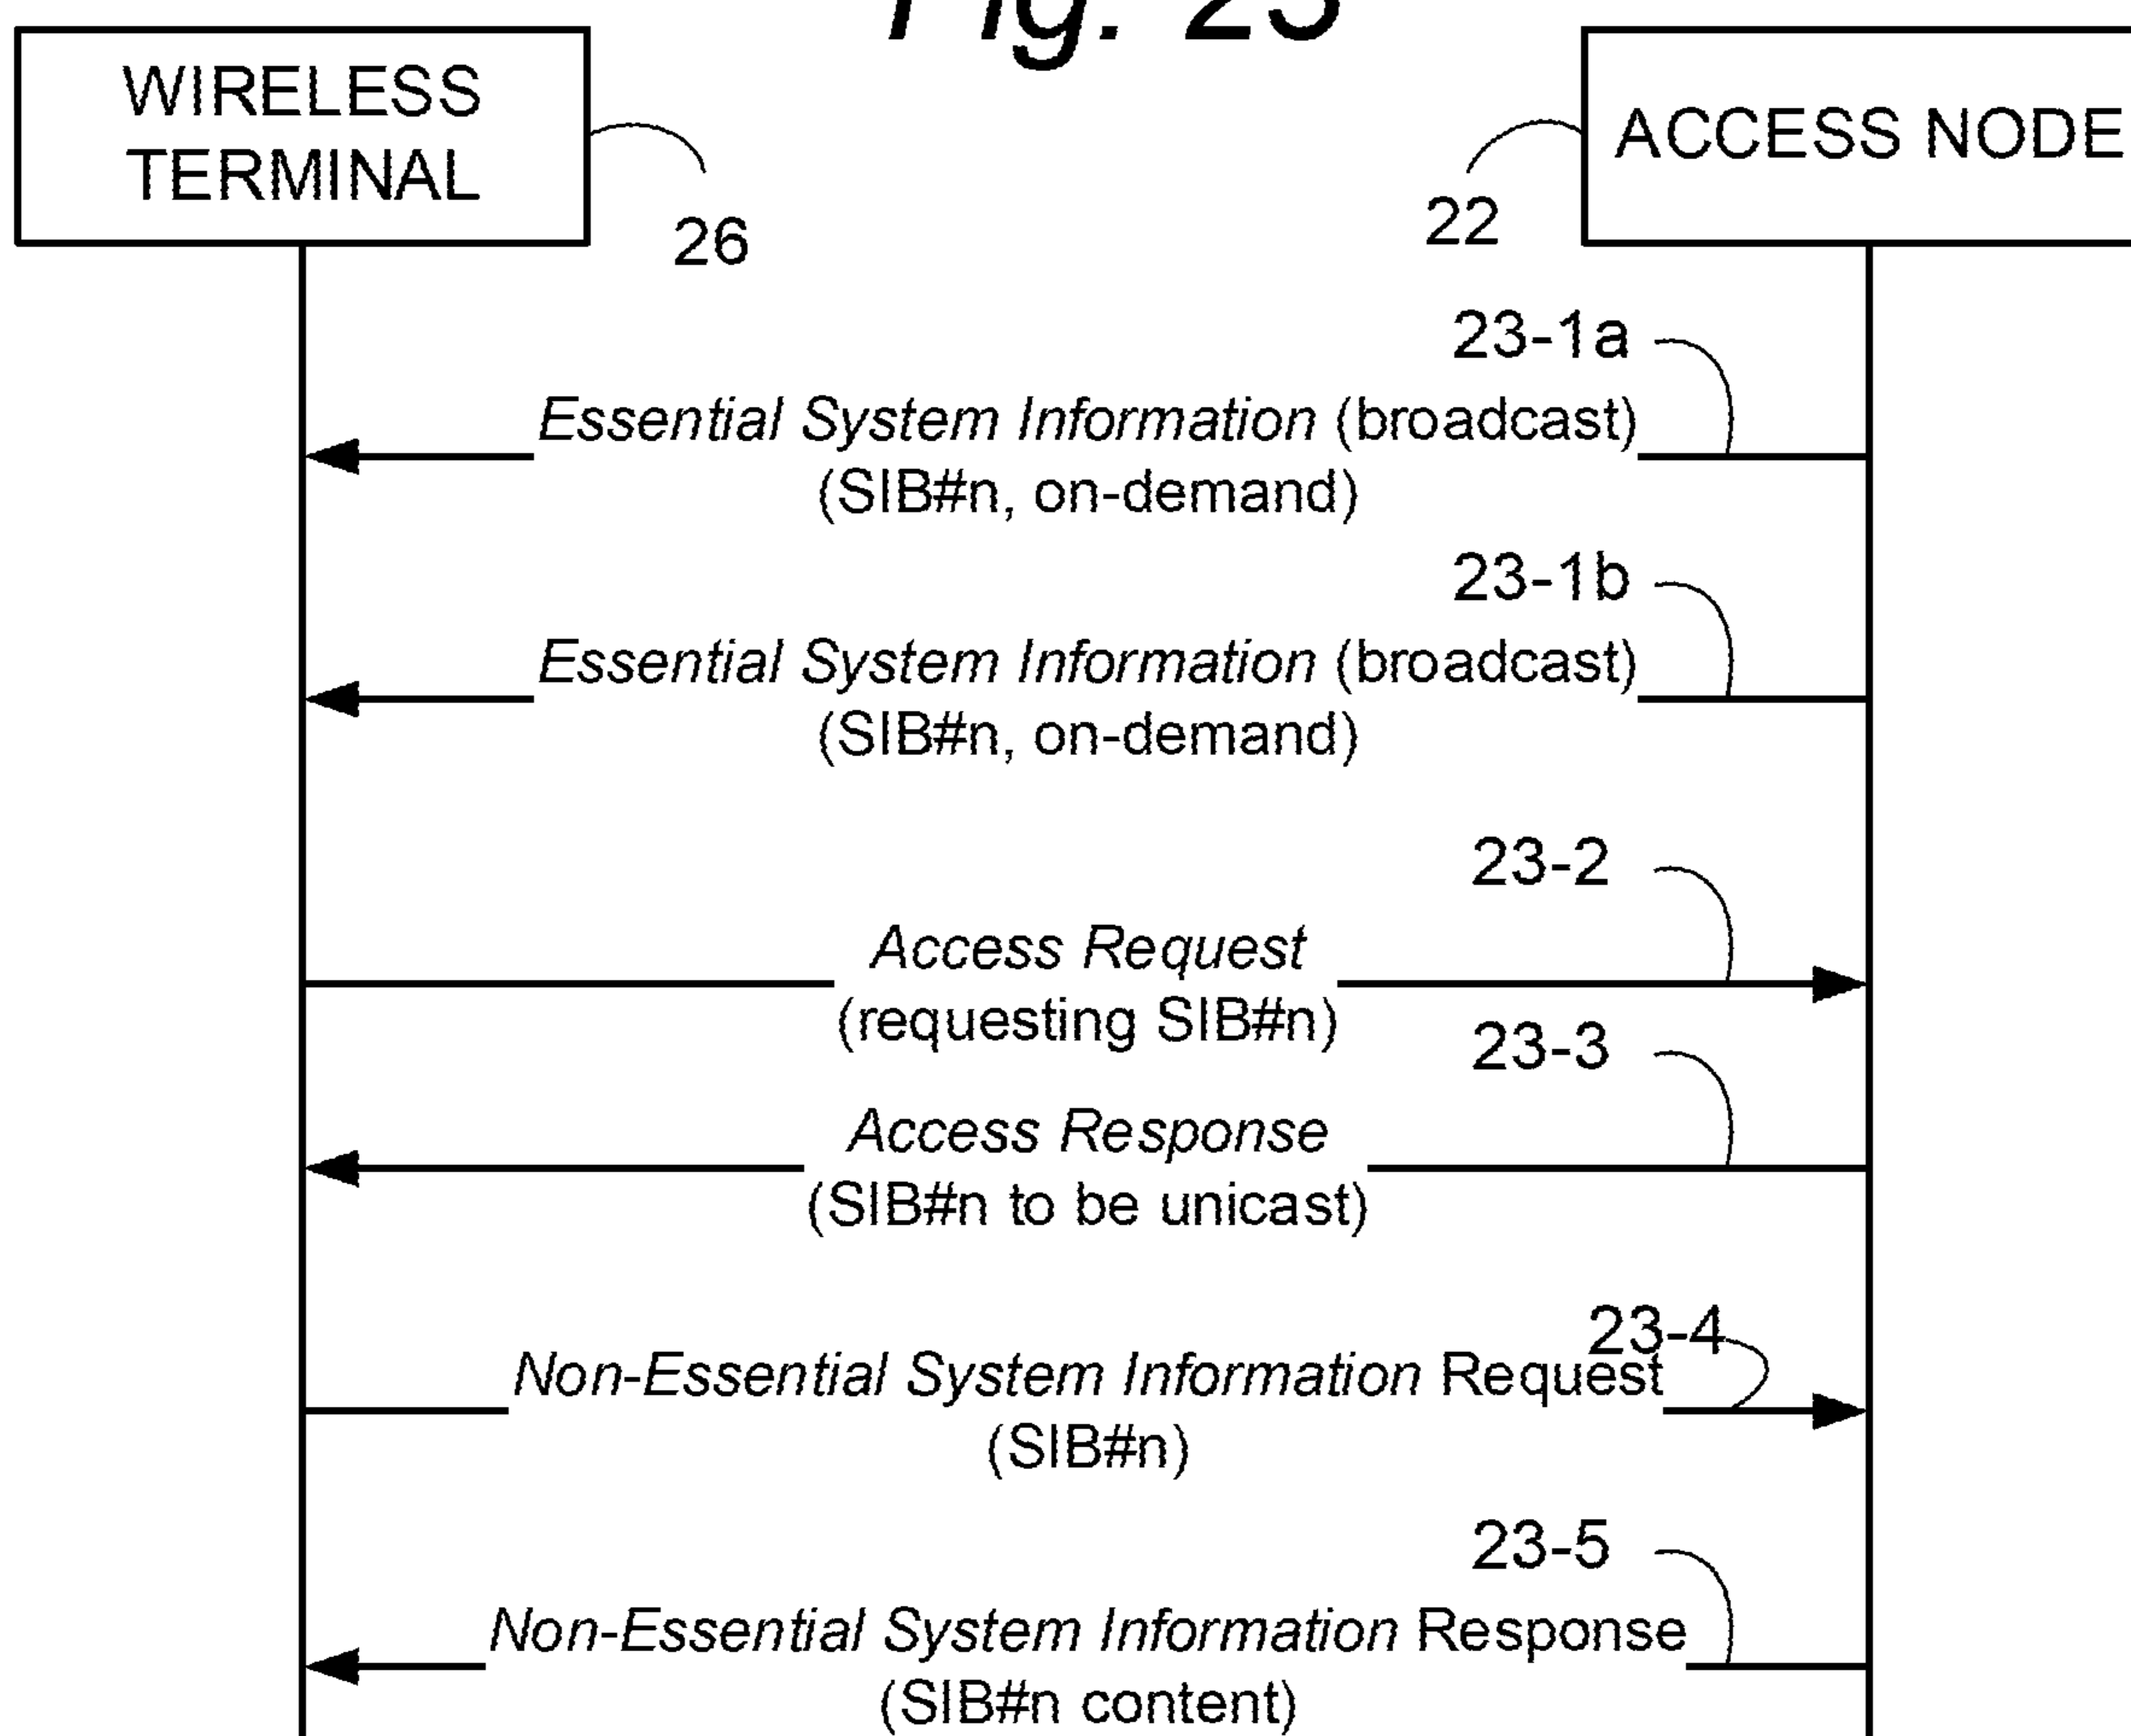 Fig. 23
WIRELESS
TERMINAL
26
ACCESS NODE
22
23-1a
Essential System Information (broadcast)
(SIB#n, on-demand)
23-1b
Essential System Information (broadcast)
(SIB#n, on-demand)
23-2
Access Request
(requesting SIB#n)
23-3
Access Response
(SIB#n to be unicast)
23-4
Non-Essential System Information Request
(SIB#n)
23-5
Non-Essential System Information Response
(SIB#n content)